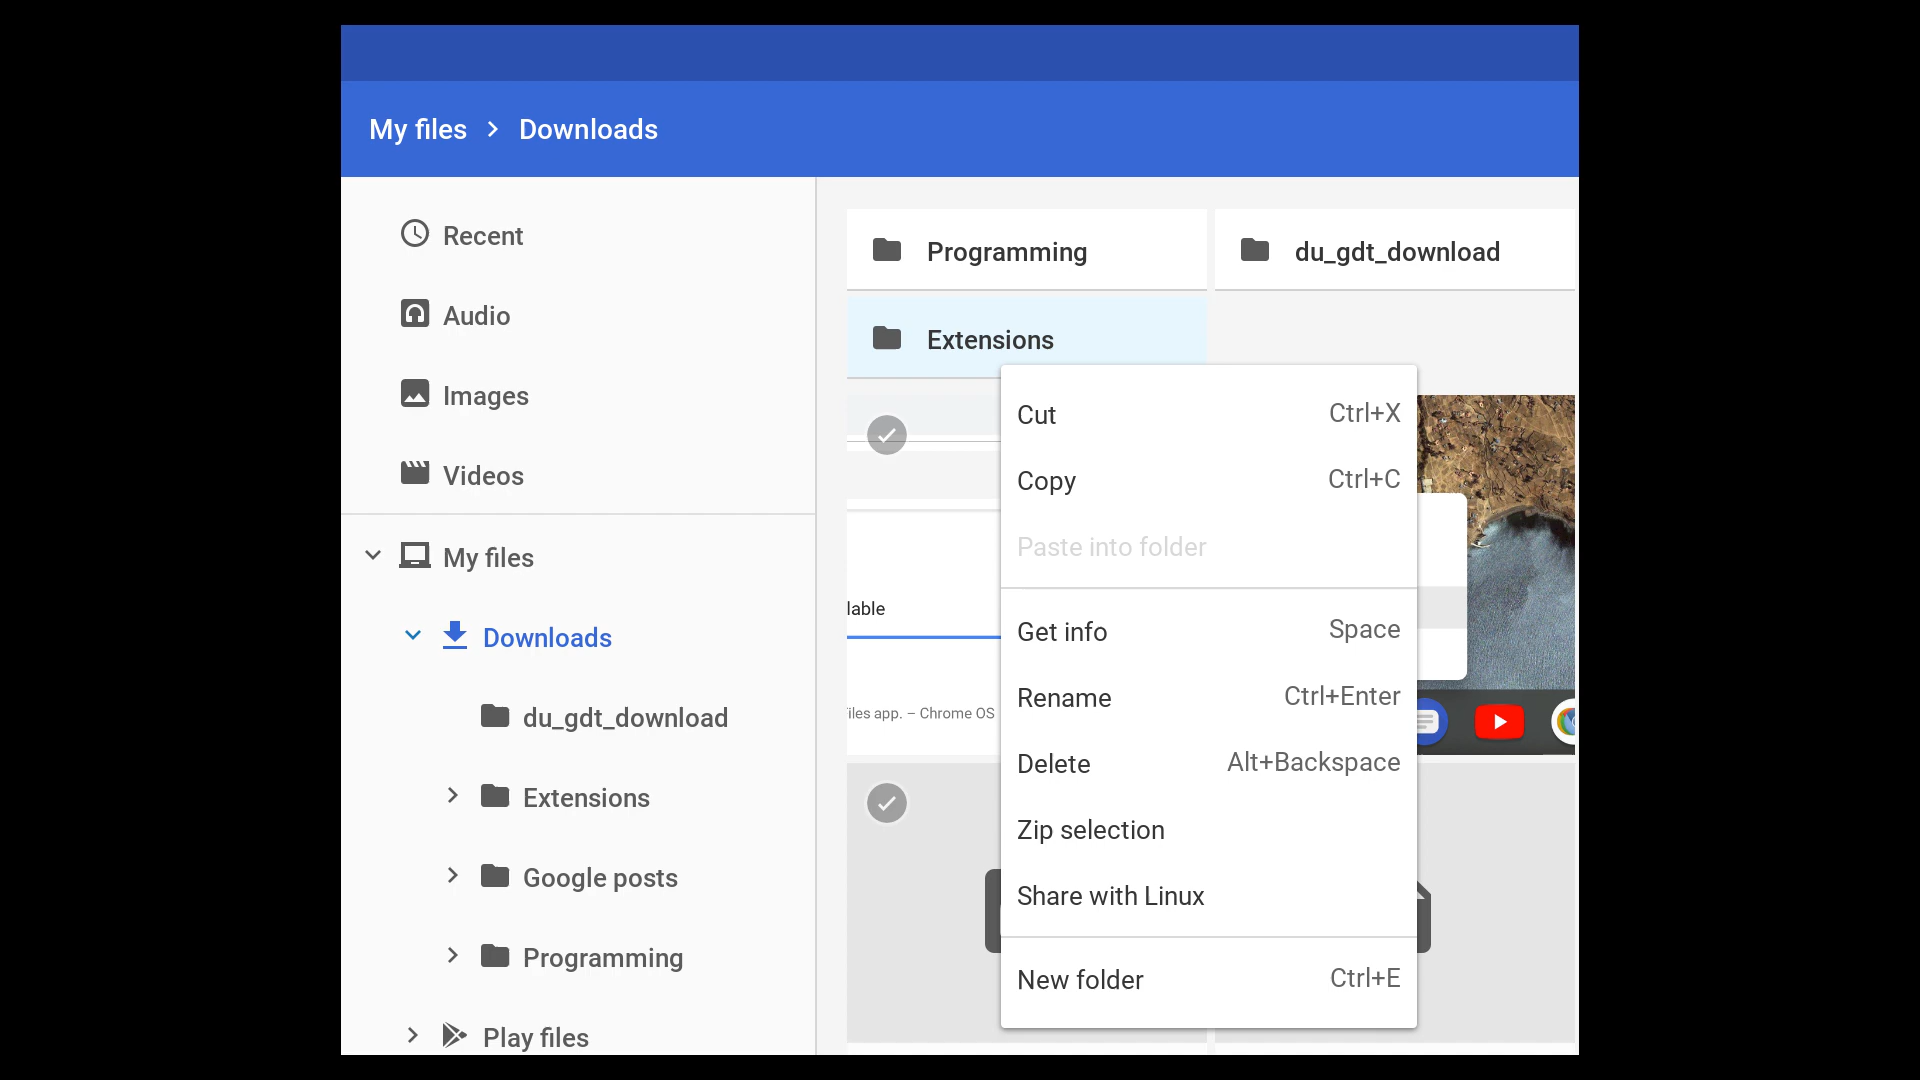 My files > Downloads
Recent
Audio
Images
Videos
My files
Downloads
du_gdt_download
Extensions
Google posts
Programming
Play files
Programming
du_gdt_download
Extensions
lable
iles app. – Chrome OS
Cut Ctrl+X
Copy Ctrl+C
Paste into folder
Get info Space
Rename Ctrl+Enter
Delete Alt+Backspace
Zip selection
Share with Linux
New folder Ctrl+E